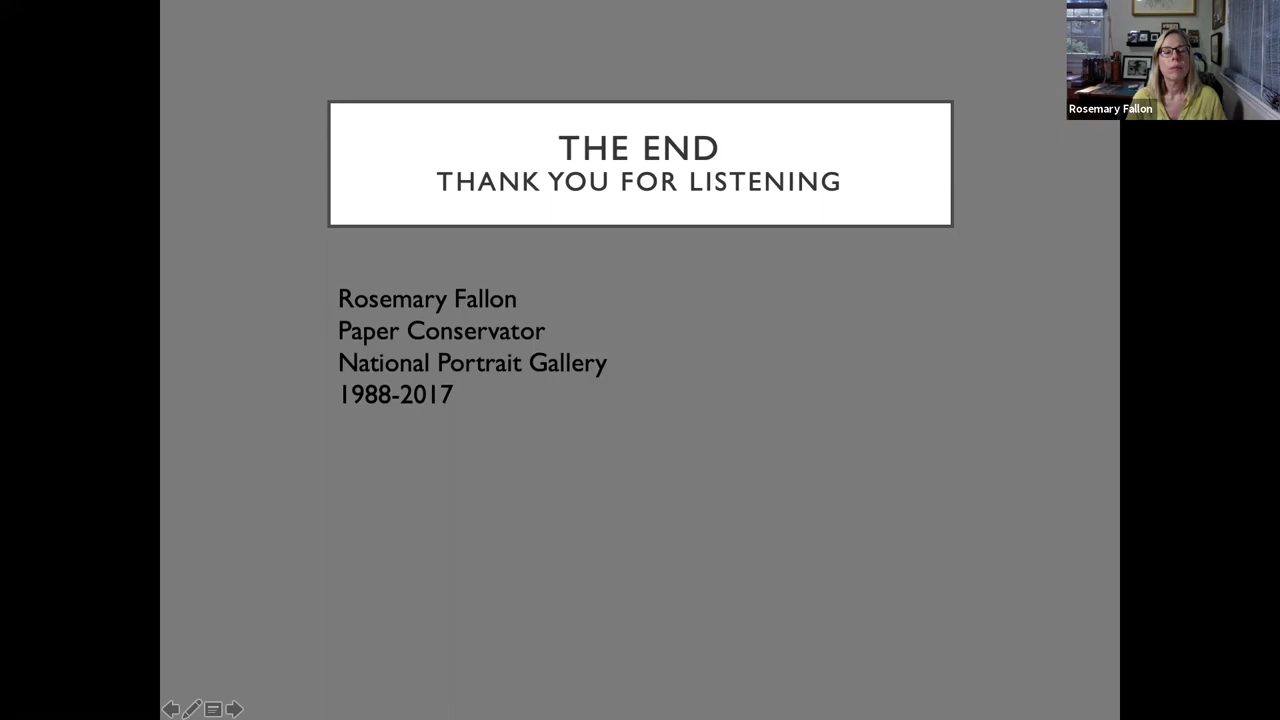 THE END
THANK YOU FOR LISTENING
Rosemary Fallon
Paper Conservator
National Portrait Gallery
1988-2017
Rosemary Fallon